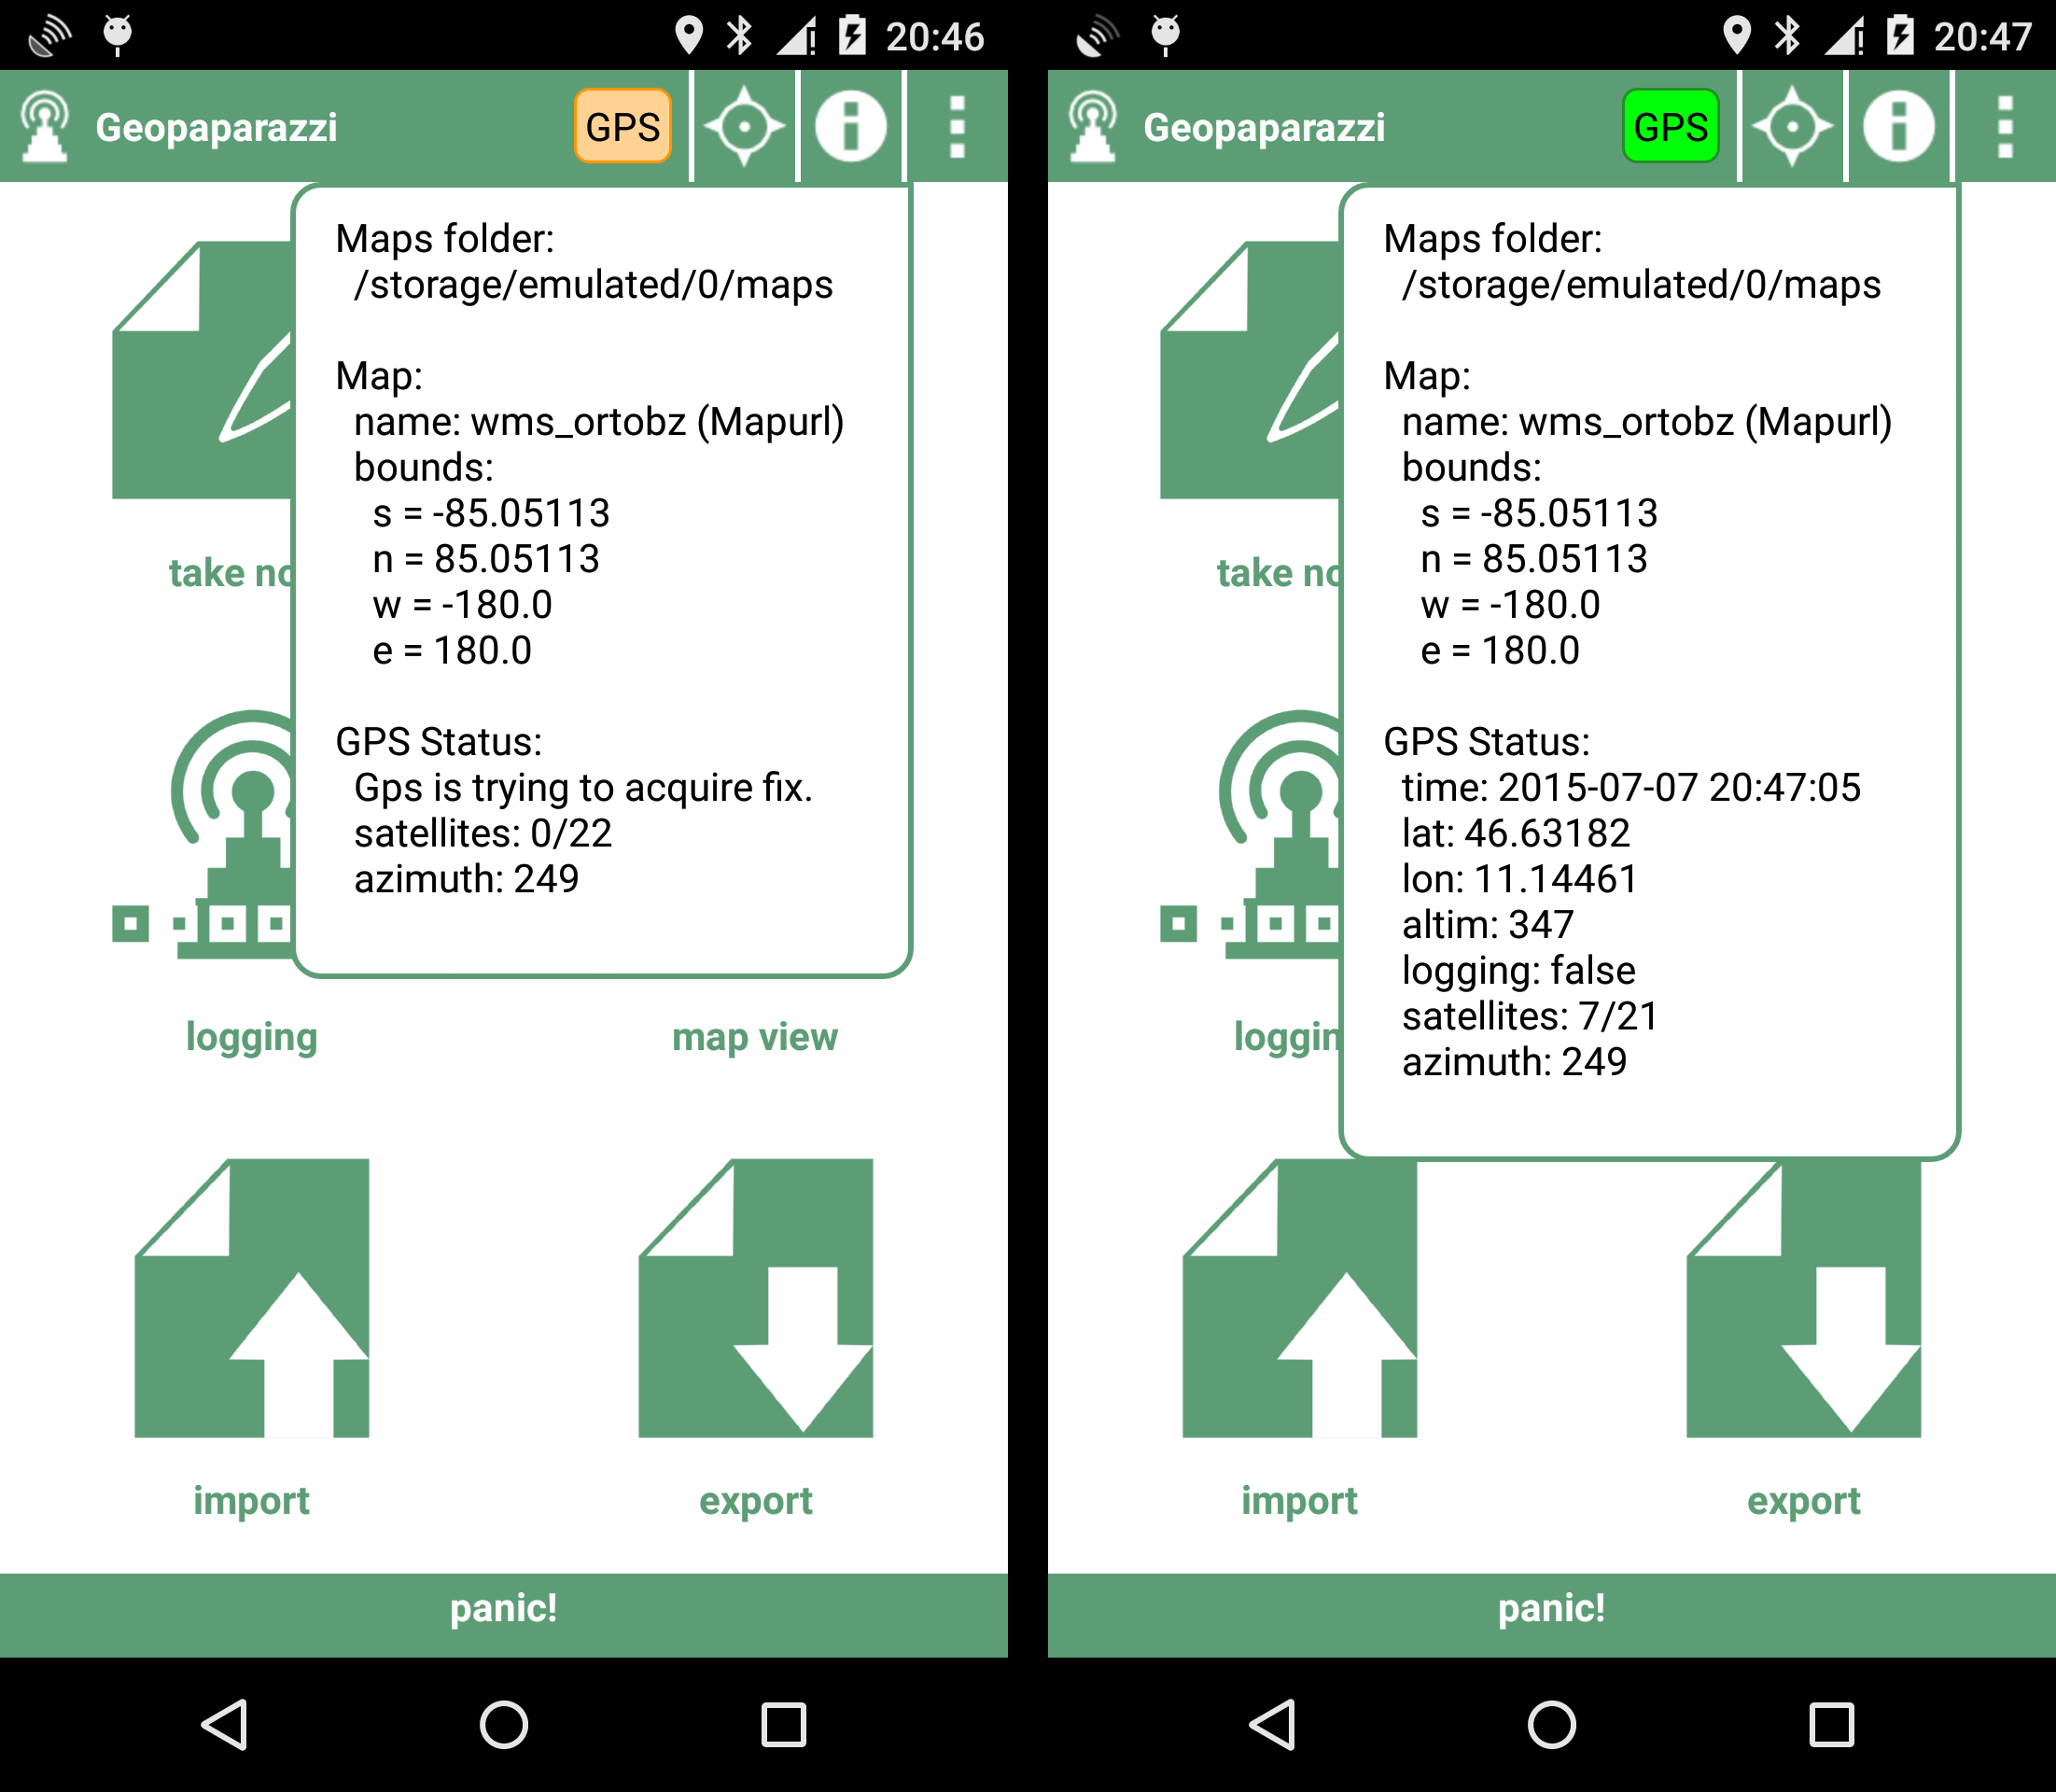 20:46
Geopaparazzi GPS
Maps folder:
/storage/emulated/0/maps
Map:
name: wms_ortobz (Mapurl)
bounds:
s = -85.05113
n = 85.05113
w = -180.0
e = 180.0
GPS Status:
Gps is trying to acquire fix.
satellites: 0/22
azimuth: 249
take no
logging
map view
import
export
panic!
20:47
Geopaparazzi GPS
Maps folder:
/storage/emulated/0/maps
Map:
name: wms_ortobz (Mapurl)
bounds:
s = -85.05113
n = 85.05113
w = -180.0
e = 180.0
GPS Status:
time: 2015-07-07 20:47:05
lat: 46.63182
lon: 11.14461
altim: 347
logging: false
satellites: 7/21
azimuth: 249
take no
loggin
import
export
panic!